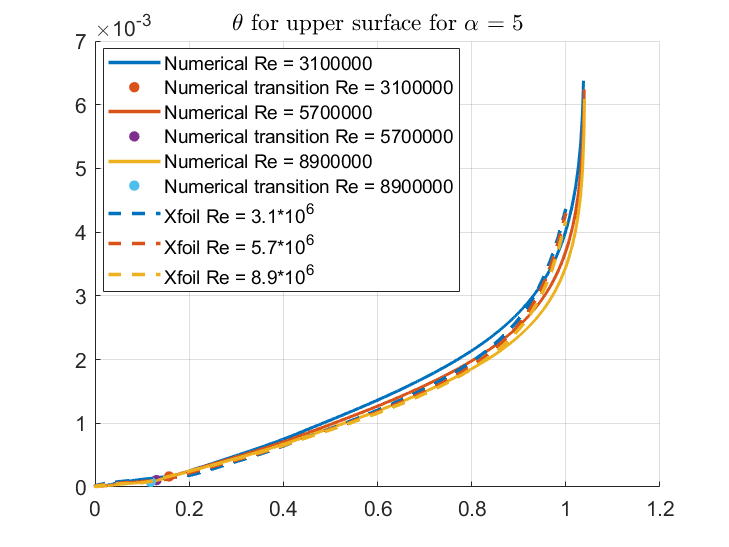 θ for upper surface for α = 5
×10^-3
7
6
5
4
3
2
1
0
Numerical Re = 3100000
Numerical transition Re = 3100000
Numerical Re = 5700000
Numerical transition Re = 5700000
Numerical Re = 8900000
Numerical transition Re = 8900000
Xfoil Re = 3.1*10^6
Xfoil Re = 5.7*10^6
Xfoil Re = 8.9*10^6
0 0.2 0.4 0.6 0.8 1 1.2